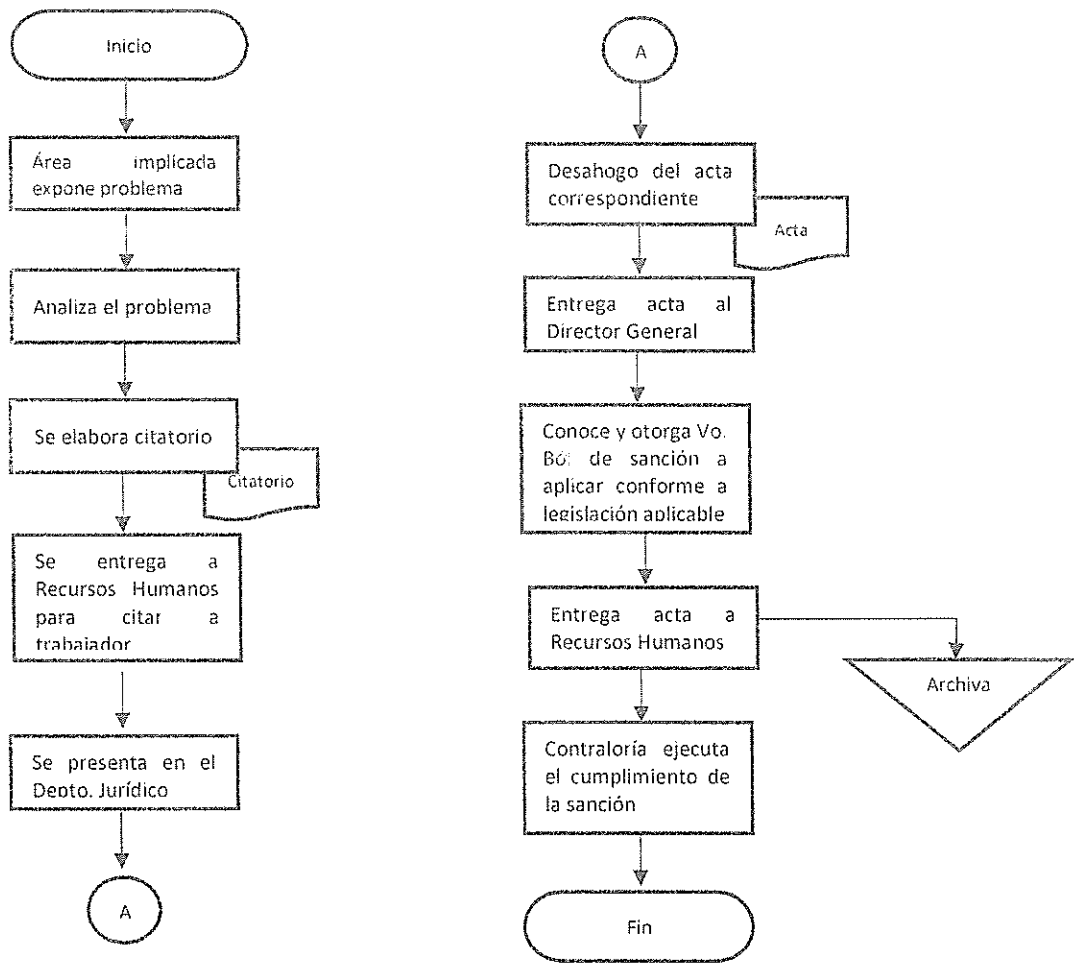 Inicio
Área implicada
expone problema
Analiza el problema
Se elabora citatorio
Citatorio
Se entrega a
Recursos Humanos
para citar a
trabajador
Se presenta en el
Depto. Jurídico
A
A
Desahogo del acta
correspondiente
Acta
Entrega acta al
Director General
Conoce y otorga Vo.
Bó; de sanción a
aplicar conforme a
legislación aplicable
Entrega acta a
Recursos Humanos
Archiva
Contraloría ejecuta
el cumplimiento de
la sanción
Fin